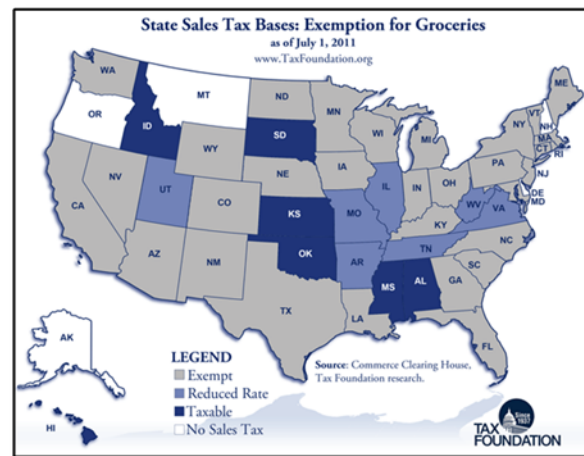 State Sales Tax Bases: Exemption for Groceries
as of July 1, 2011
www.TaxFoundation.org
WA
MT
ND
MN
ME
OR
ID
SD
WI
MI
VT
NH
NY
MA
CT
RI
WY
NE
IA
PA
NJ
NV
UT
CO
IL
IN
OH
DE
MD
CA
KS
MO
KY
WV
VA
AZ
NM
OK
AR
TN
NC
SC
TX
LA
MS
AL
GA
FL
AK
HI
LEGEND
Exempt
Reduced Rate
Taxable
No Sales Tax
Source: Commerce Clearing House,
Tax Foundation research.
Since
1937
TAX
FOUNDATION